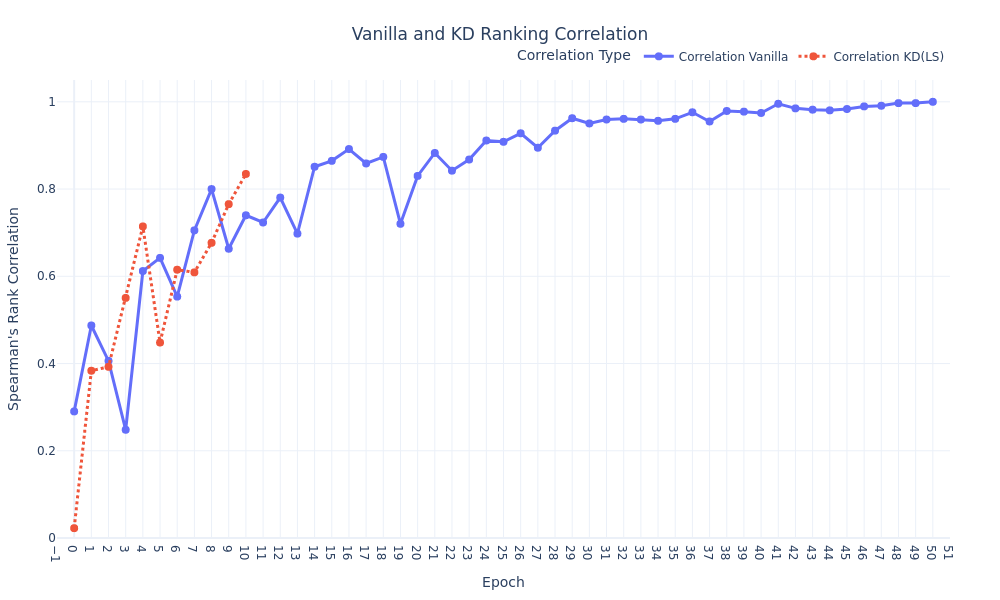 Vanilla and KD Ranking Correlation
Correlation Type Correlation Vanilla Correlation KD(LS)
1
0.8
0.6
0.4
0.2
0
Spearman's Rank Correlation
−1 0 1 2 3 4 5 6 7 8 9 10 11 12 13 14 15 16 17 18 19 20 21 22 23 24 25 26 27 28 29 30 31 32 33 34 35 36 37 38 39 40 41 42 43 44 45 46 47 48 49 50 51
Epoch